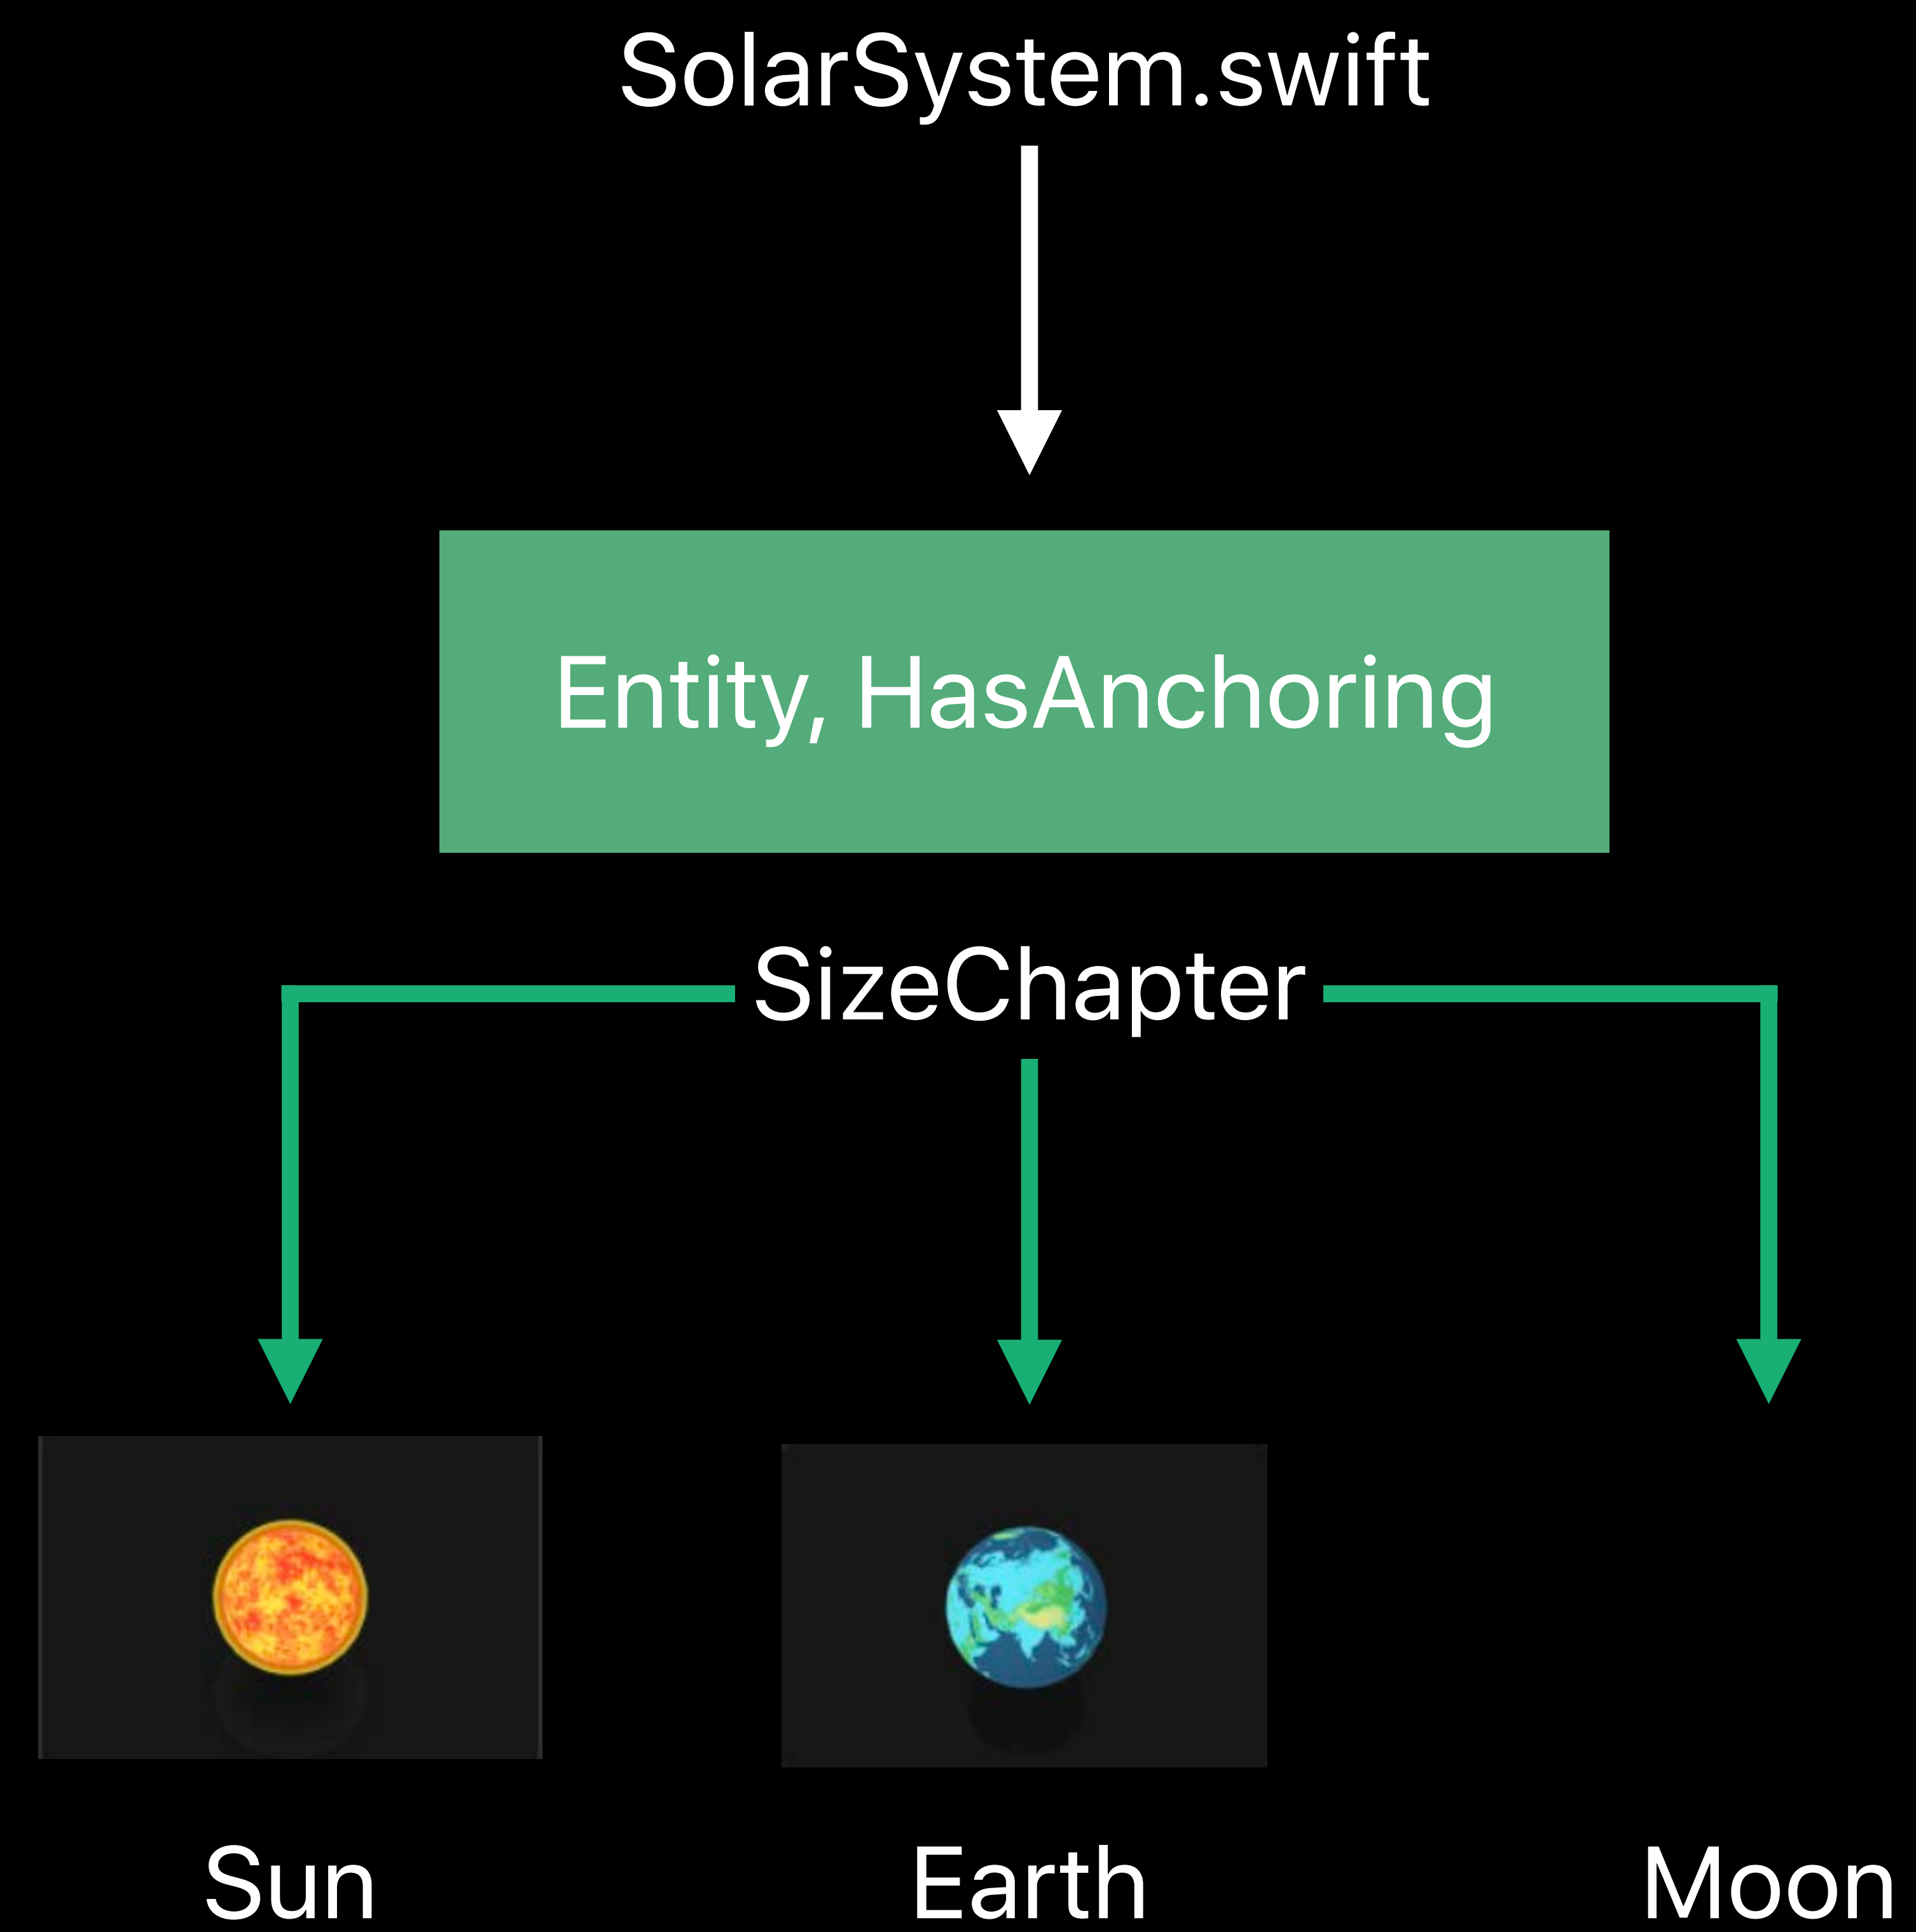 SolarSystem.swift
Entity, HasAnchoring
SizeChapter
Sun
Earth
Moon